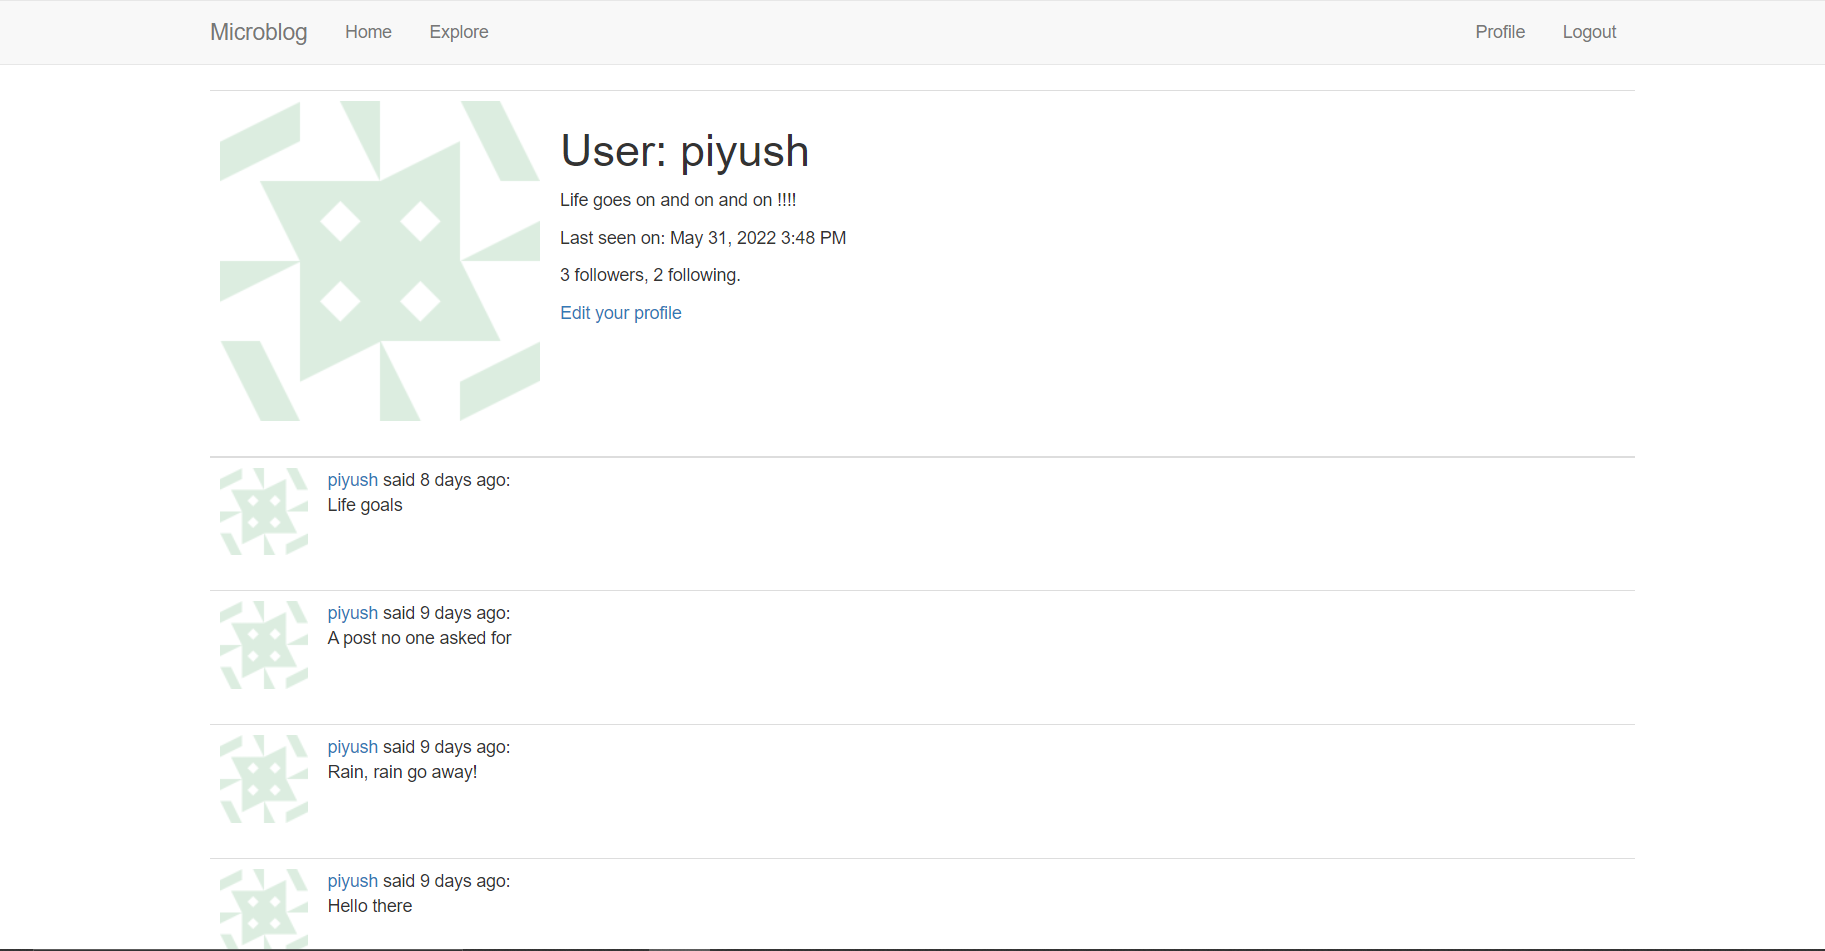 Microblog Home Explore Profile Logout
User: piyush
Life goes on and on and on !!!!
Last seen on: May 31, 2022 3:48 PM
3 followers, 2 following.
Edit your profile
piyush said 8 days ago:
Life goals
piyush said 9 days ago:
A post no one asked for
piyush said 9 days ago:
Rain, rain go away!
piyush said 9 days ago:
Hello there